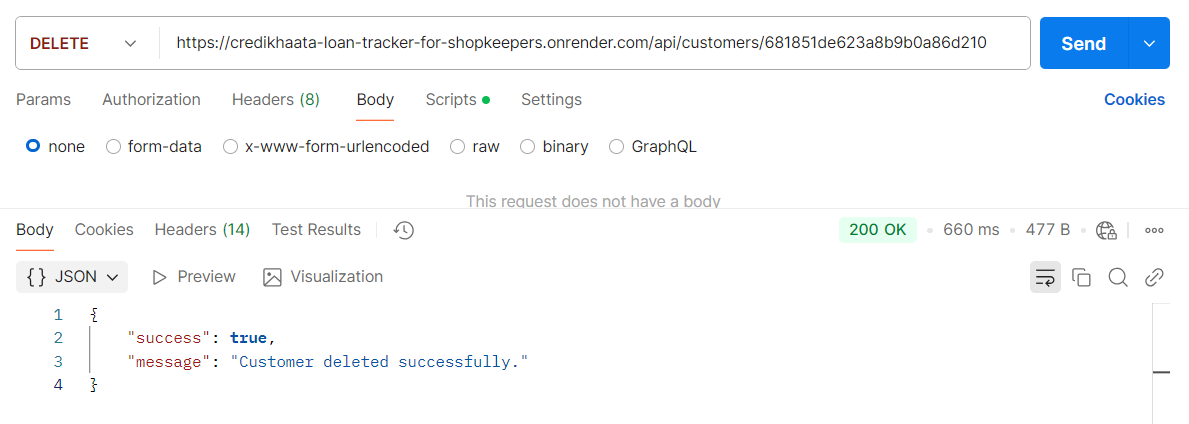 DELETE https://credikhaata-loan-tracker-for-shopkeepers.onrender.com/api/customers/681851de623a8b9b0a86d210 Send
Params Authorization Headers (8) Body Scripts Settings Cookies
none form-data x-www-form-urlencoded raw binary GraphQL
This request does not have a body
Body Cookies Headers (14) Test Results 200 OK 660 ms 477 B
{} JSON Preview Visualization
1 {
2 "success": true,
3 "message": "Customer deleted successfully."
4 }